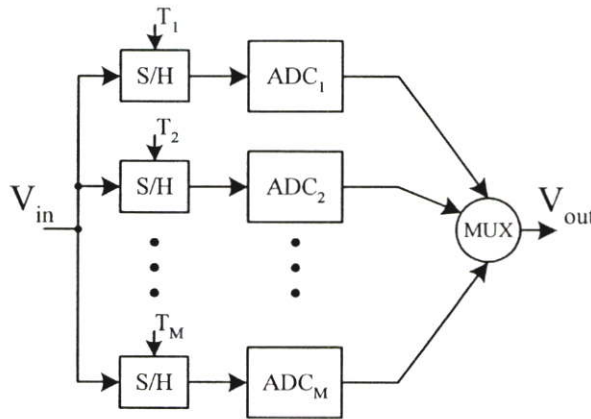 T1
S/H
ADC1
T2
S/H
ADC2
Vin
MUX
Vout
TM
S/H
ADCM